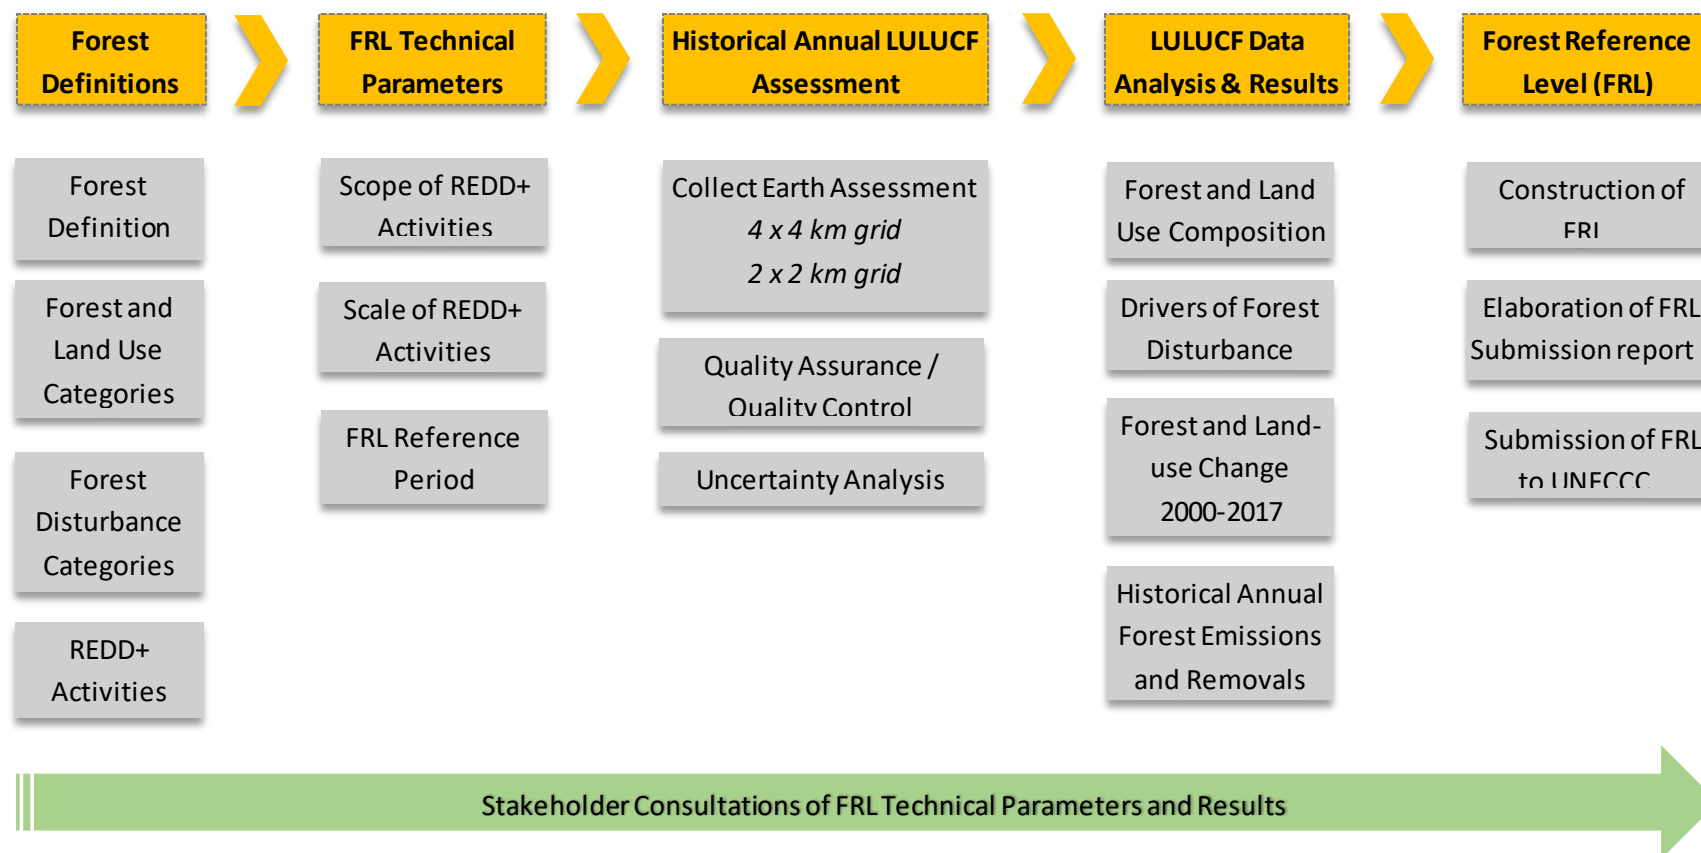 Forest
Definitions
FRL Technical
Parameters
Historical Annual LULUCF
Assessment
LULUCF Data
Analysis & Results
Forest Reference
Level (FRL)
Forest
Definition
Forest and
Land Use
Categories
Forest
Disturbance
Categories
REDD+
Activities
Scope of REDD+
Activities
Scale of REDD+
Activities
FRL Reference
Period
Collect Earth Assessment
4 x 4 km grid
2 x 2 km grid
Quality Assurance /
Quality Control
Uncertainty Analysis
Forest and Land
Use Composition
Drivers of Forest
Disturbance
Forest and Land-
use Change
2000-2017
Historical Annual
Forest Emissions
and Removals
Construction of
FRL
Elaboration of FRL
Submission report
Submission of FRL
to UNFCCC
Stakeholder Consultations of FRL Technical Parameters and Results